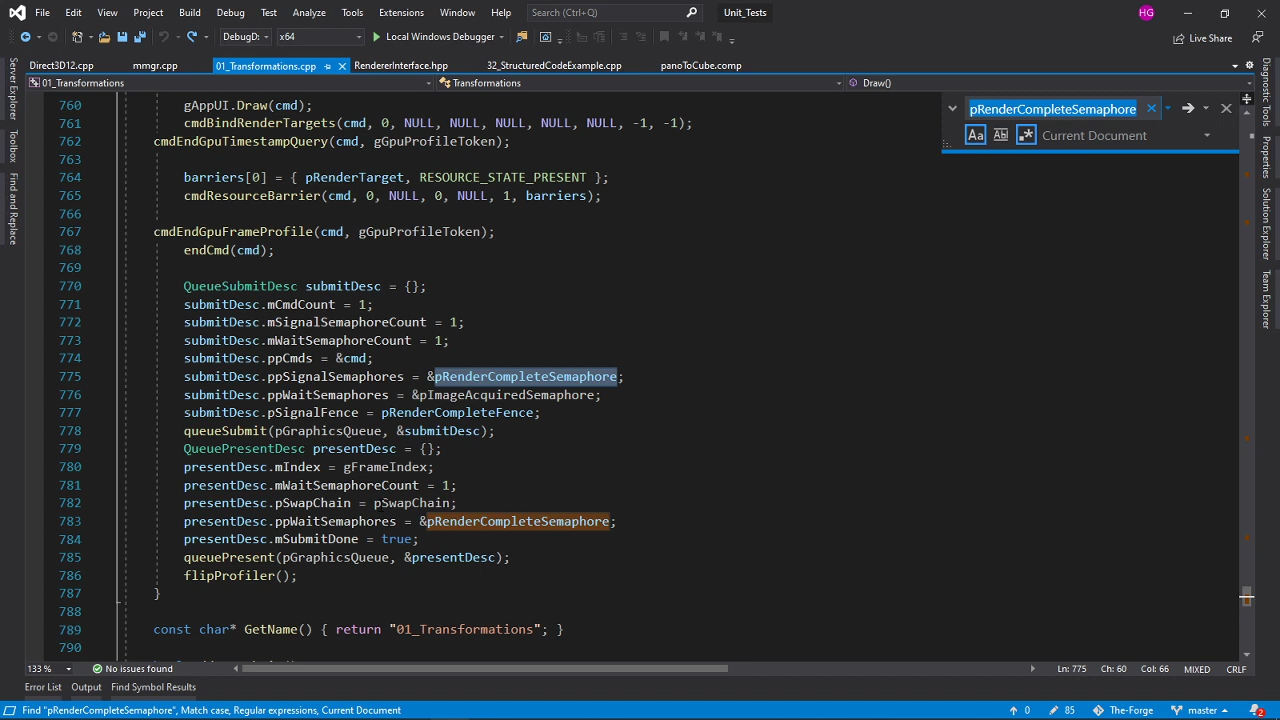 File Edit View Project Build Debug Test Analyze Tools Extensions Window Help Search (Ctrl+Q) Unit_Tests HG
DebugD x64 Local Windows Debugger Live Share
Direct3D12.cpp mmgr.cpp 01_Transformations.cpp RendererInterface.hpp 32_StructuredCodeExample.cpp panoToCube.cpp
01_Transformations Transformations Draw()
Server Explorer
Toolbox
Find and Replace
pRenderCompleteSemaphore
Aa Ab Current Document
760 gAppUI.Draw(cmd);
761 cmdBindRenderTargets(cmd, 0, NULL, NULL, NULL, NULL, NULL, -1, -1);
762 cmdEndGpuTimestampQuery(cmd, gGpuProfileToken);
763
764 barriers[0] = { pRenderTarget, RESOURCE_STATE_PRESENT };
765 cmdResourceBarrier(cmd, 0, NULL, 0, NULL, 1, barriers);
766
767 cmdEndGpuFrameProfile(cmd, gGpuProfileToken);
768 endCmd(cmd);
769
770 QueueSubmitDesc submitDesc = {};
771 submitDesc.mCmdCount = 1;
772 submitDesc.mSignalSemaphoreCount = 1;
773 submitDesc.mWaitSemaphoreCount = 1;
774 submitDesc.ppCmds = &cmd;
775 submitDesc.ppSignalSemaphores = &pRenderCompleteSemaphore;
776 submitDesc.ppWaitSemaphores = &pImageAcquiredSemaphore;
777 submitDesc.pSignalFence = pRenderCompleteFence;
778 queueSubmit(pGraphicsQueue, &submitDesc);
779 QueuePresentDesc presentDesc = {};
780 presentDesc.mIndex = gFrameIndex;
781 presentDesc.mWaitSemaphoreCount = 1;
782 presentDesc.pSwapChain = pSwapChain;
783 presentDesc.ppWaitSemaphores = &pRenderCompleteSemaphore;
784 presentDesc.mSubmitDone = true;
785 queuePresent(pGraphicsQueue, &presentDesc);
786 flipProfiler();
787 }
788
789 const char* GetName() { return "01_Transformations"; }
790
Diagnostic Tools
Properties
Solution Explorer
Team Explorer
133 % No issues found Ln: 775 Ch: 60 Col: 66 MIXED CRLF
Error List Output Find Symbol Results
Find "pRenderCompleteSemaphore", Match case, Regular expressions, Current Document 0 85 The-Forge master 2